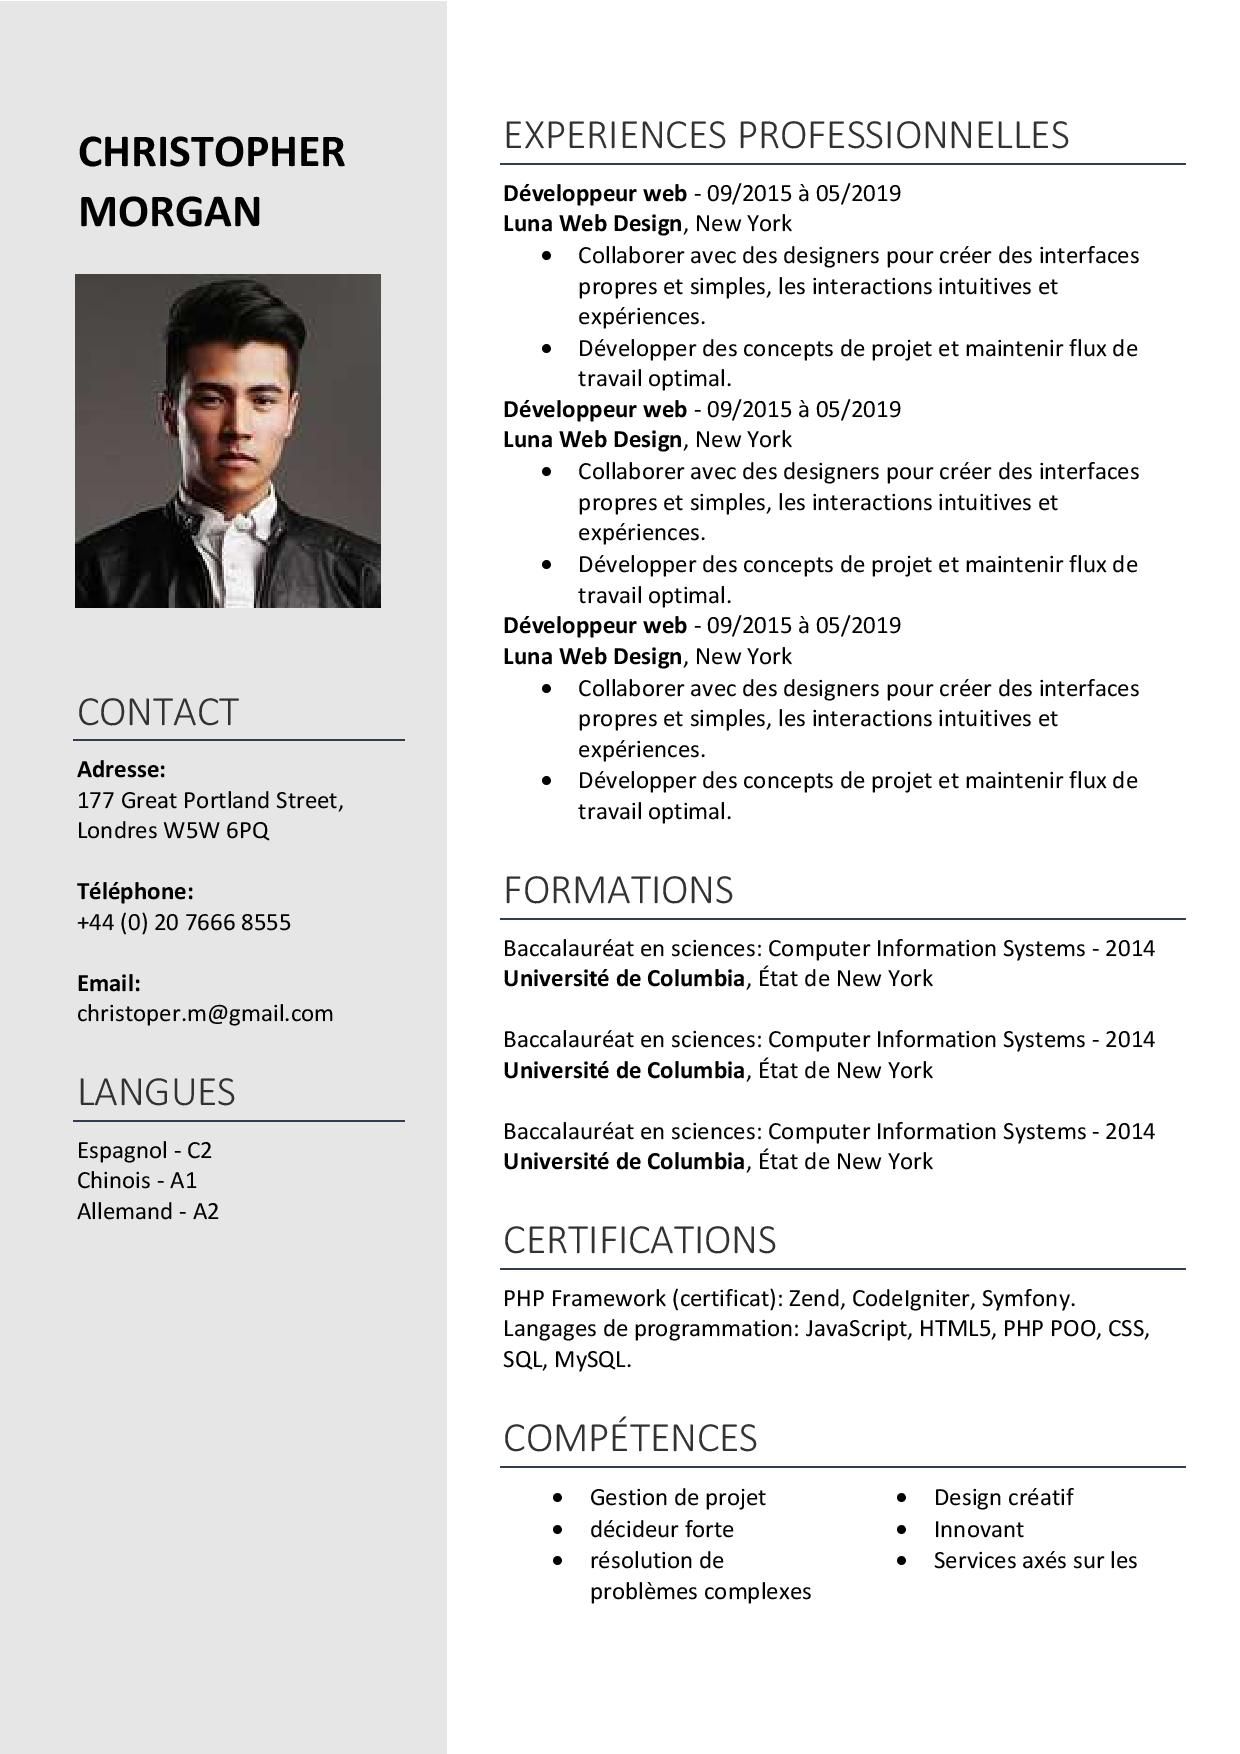 CHRISTOPHER
MORGAN
CONTACT
Adresse:
177 Great Portland Street,
Londres W5W 6PQ
Téléphone:
+44 (0) 20 7666 8555
Email:
christoper.m@gmail.com
LANGUES
Espagnol - C2
Chinois - A1
Allemand - A2
EXPERIENCES PROFESSIONNELLES
Développeur web - 09/2015 à 05/2019
Luna Web Design, New York
• Collaborer avec des designers pour créer des interfaces
propres et simples, les interactions intuitives et
expériences.
• Développer des concepts de projet et maintenir flux de
travail optimal.
Développeur web - 09/2015 à 05/2019
Luna Web Design, New York
• Collaborer avec des designers pour créer des interfaces
propres et simples, les interactions intuitives et
expériences.
• Développer des concepts de projet et maintenir flux de
travail optimal.
Développeur web - 09/2015 à 05/2019
Luna Web Design, New York
• Collaborer avec des designers pour créer des interfaces
propres et simples, les interactions intuitives et
expériences.
• Développer des concepts de projet et maintenir flux de
travail optimal.
FORMATIONS
Baccalauréat en sciences: Computer Information Systems - 2014
Université de Columbia, État de New York
Baccalauréat en sciences: Computer Information Systems - 2014
Université de Columbia, État de New York
Baccalauréat en sciences: Computer Information Systems - 2014
Université de Columbia, État de New York
CERTIFICATIONS
PHP Framework (certificat): Zend, CodeIgniter, Symfony.
Langages de programmation: JavaScript, HTML5, PHP POO, CSS,
SQL, MySQL.
COMPÉTENCES
• Gestion de projet
• décideur forte
• résolution de
problèmes complexes
• Design créatif
• Innovant
• Services axés sur les